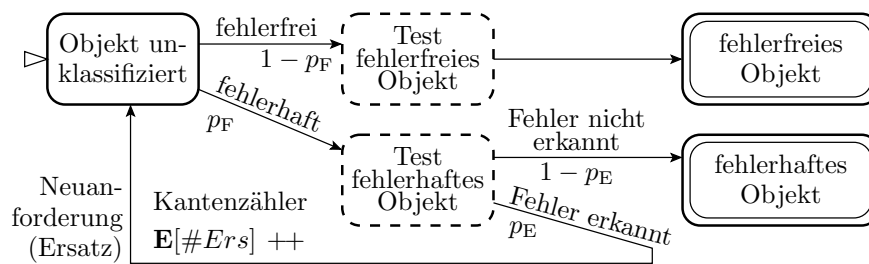 Objekt un-
klassifiziert
fehlerfrei
1 − p_F
Test
fehlerfreies
Objekt
fehlerfreies
Objekt
fehlerhaft
p_F
Test
fehlerhaftes
Objekt
Fehler nicht
erkannt
1 − p_E
fehlerhaftes
Objekt
Fehler erkannt
p_E
Neuan-
forderung
(Ersatz)
Kantenzähler
E[#Ers] ++